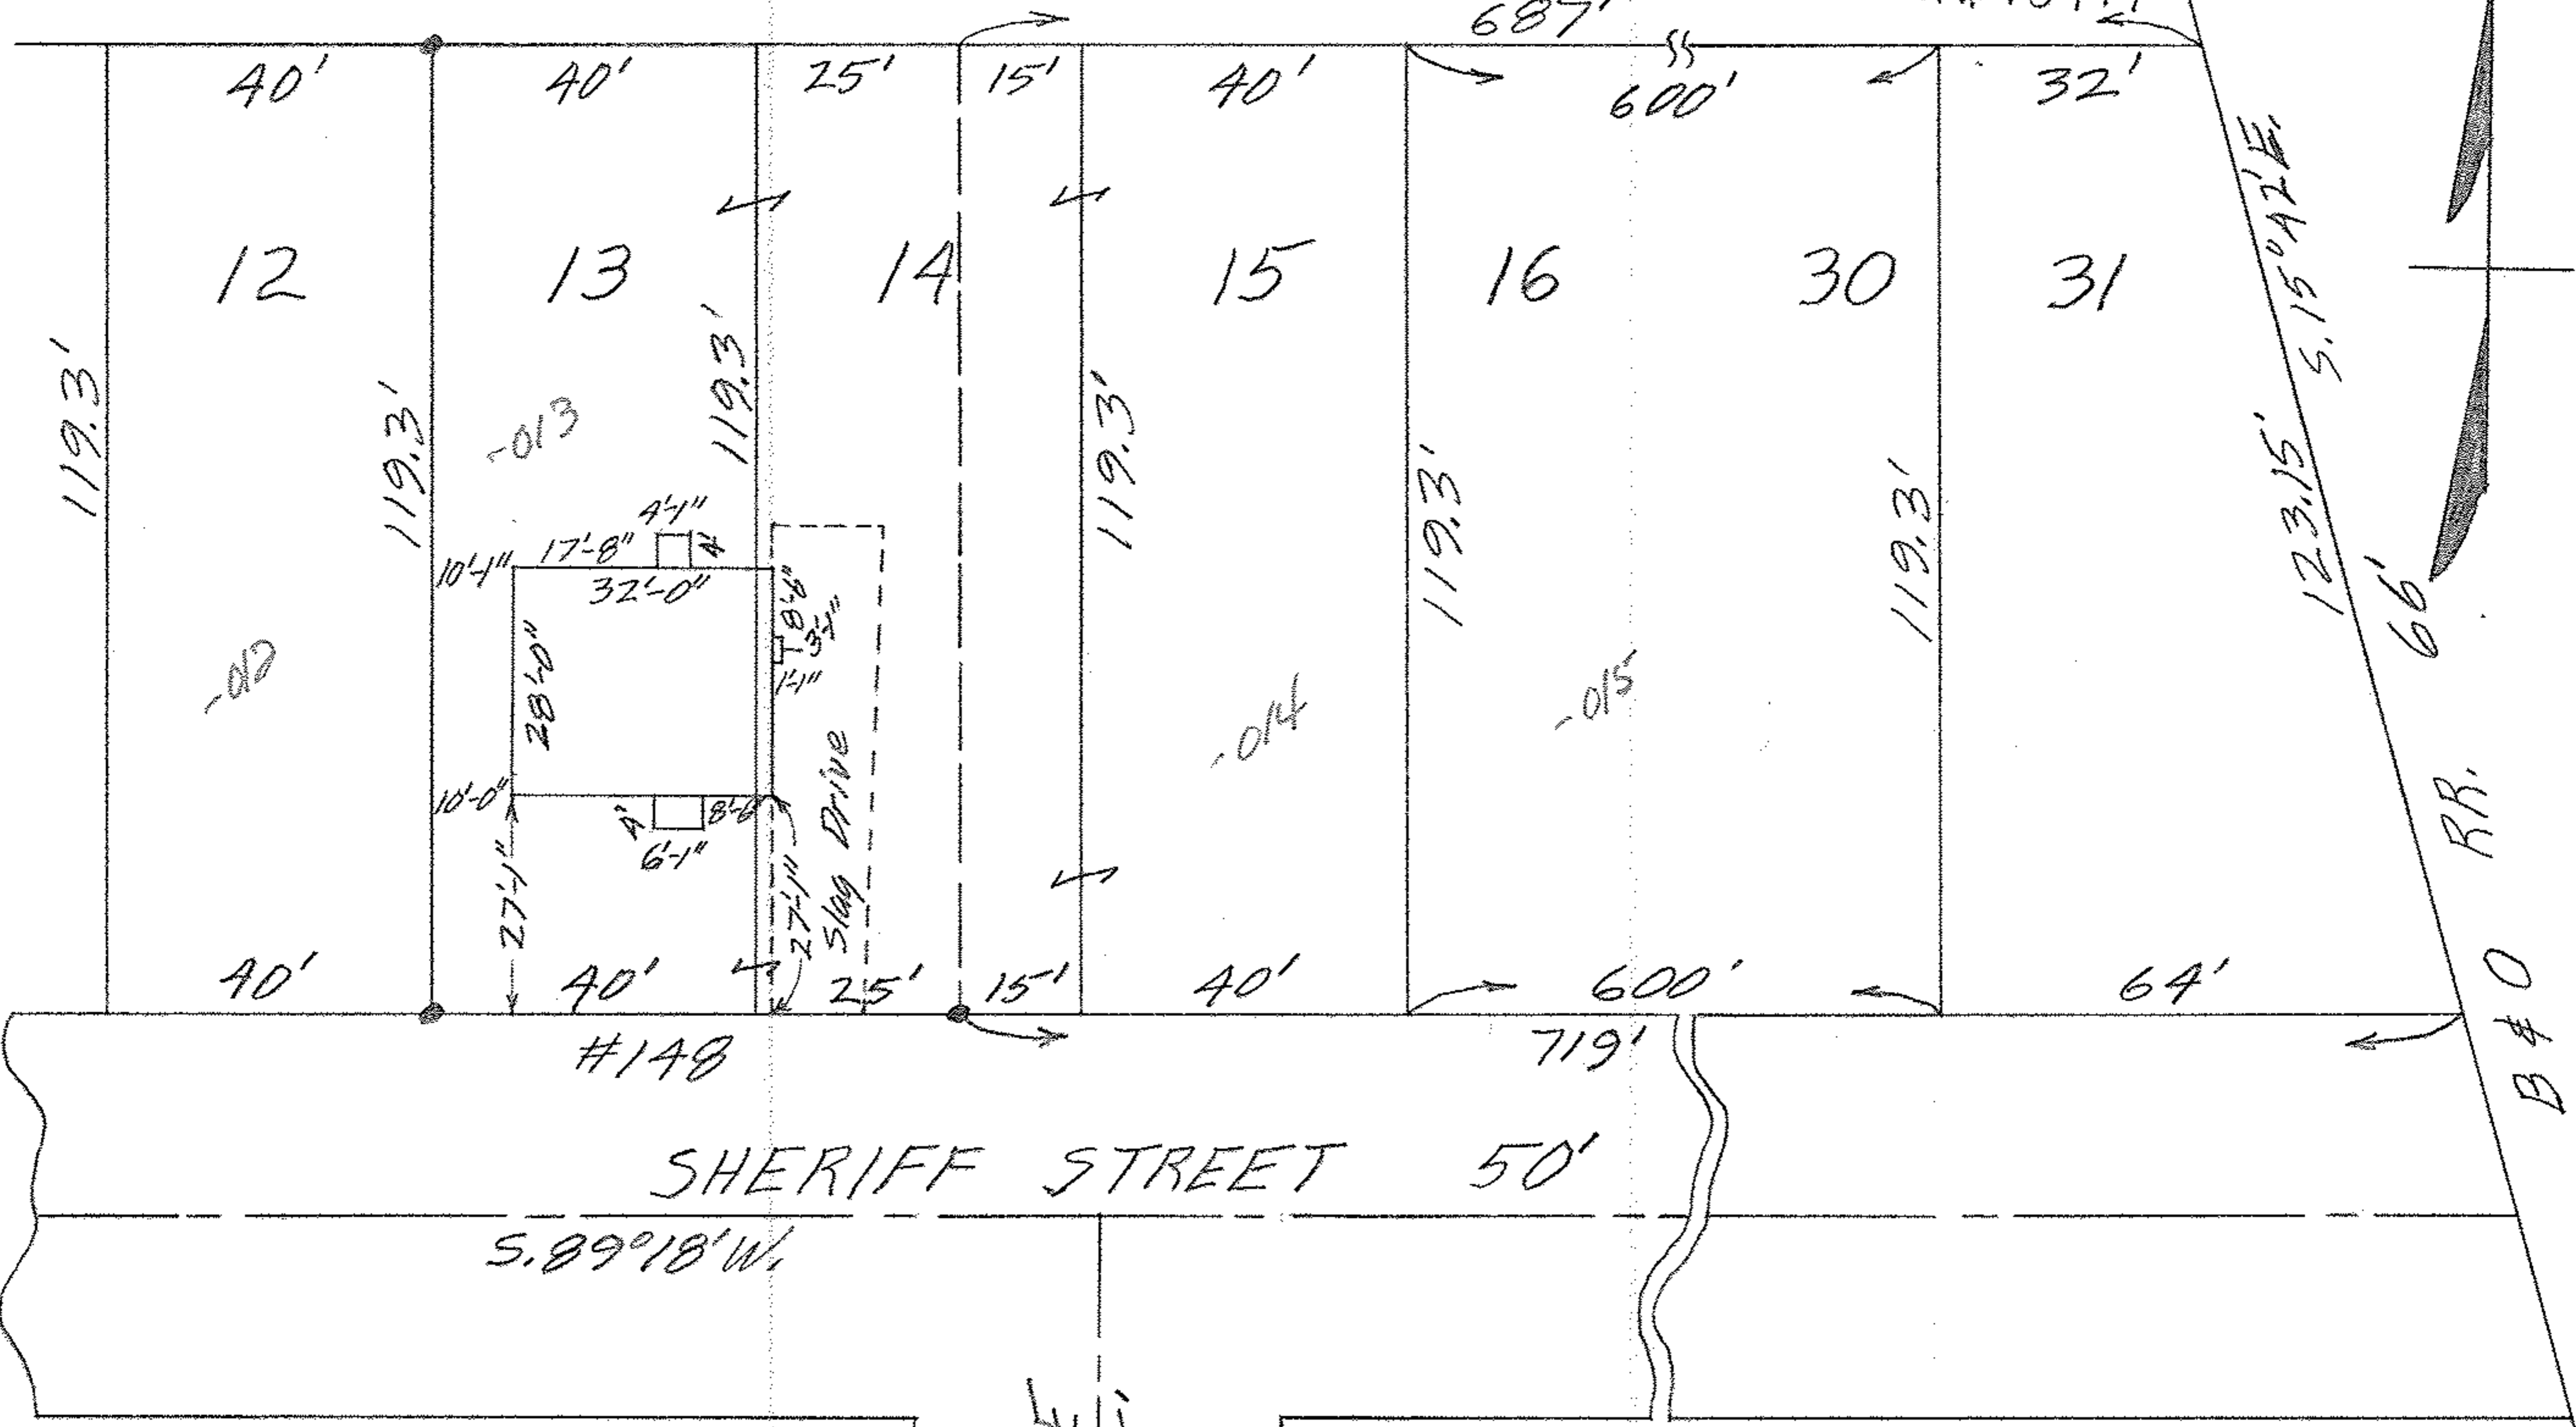 687'
40' 40' 25' 15' 40' 600' 32'
12 13 14 15 16 30 31
119.3' 119.3' 119.3' 119.3' 119.3' 119.3' 123.15' S. 15° 42' E.
-013
4'-1"
10'-1" 17'-8" 4'
32'-0"
8'-6"
1'-1"
28'-0"
-012 -014 -015
66'
Slag Drive
RR.
10'-0" 4' 8'-6"
6'-1"
27'-1" 27'-1"
40' 40' 25' 15' 40' 600' 64'
B & O
#148 719'
SHERIFF STREET 50'
S. 89° 18' W.